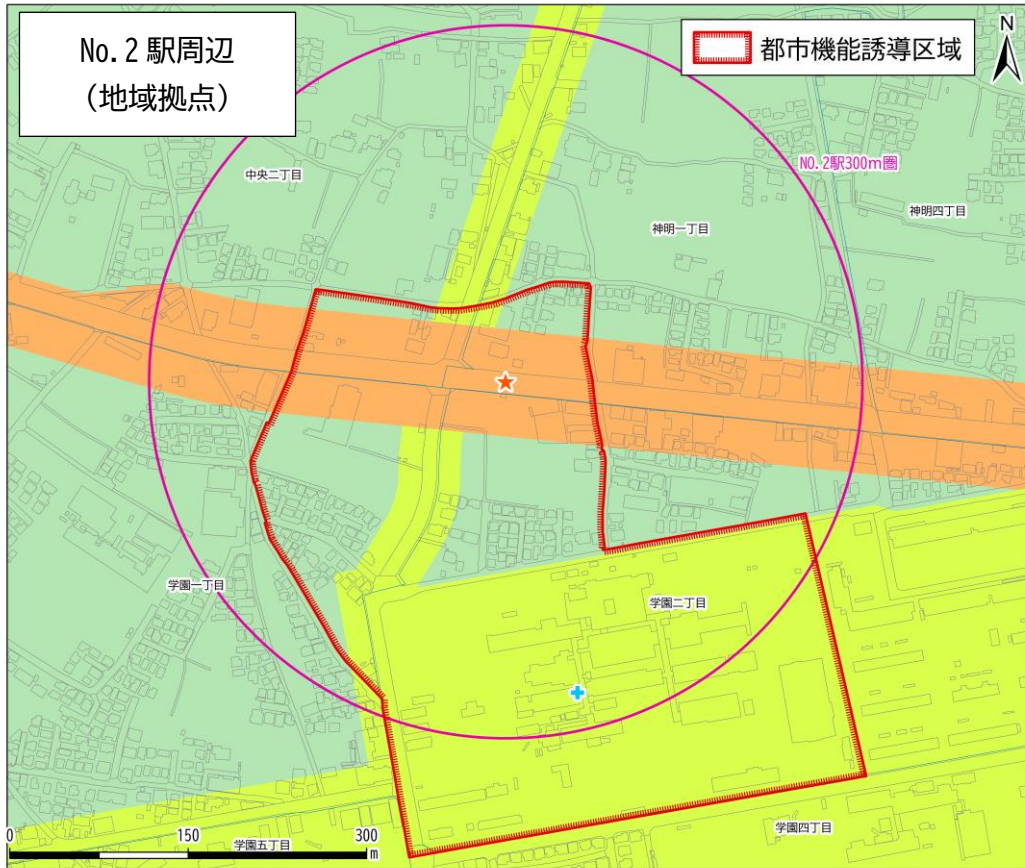 No.2 駅周辺
（地域拠点）
都市機能誘導区域
N
NO.2駅300m圏
中央二丁目
神明一丁目
神明四丁目
学園一丁目
学園二丁目
学園四丁目
学園五丁目
0 150 300
m